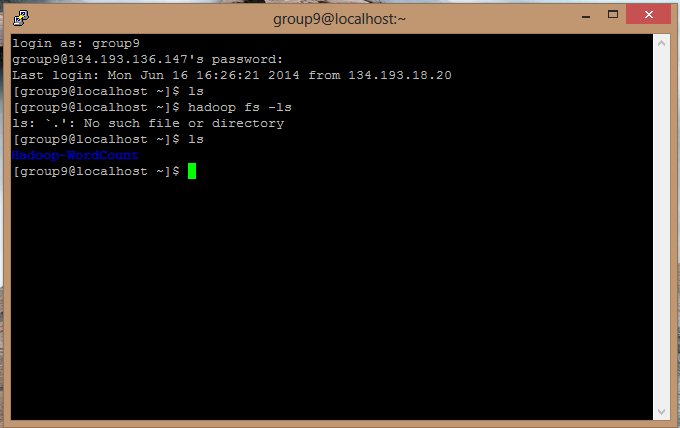 group9@localhost:~
login as: group9
group9@134.193.136.147's password:
Last login: Mon Jun 16 16:26:21 2014 from 134.193.18.20
[group9@localhost ~]$ ls
[group9@localhost ~]$ hadoop fs -ls
ls: `.': No such file or directory
[group9@localhost ~]$ ls
Hadoop-WordCount
[group9@localhost ~]$